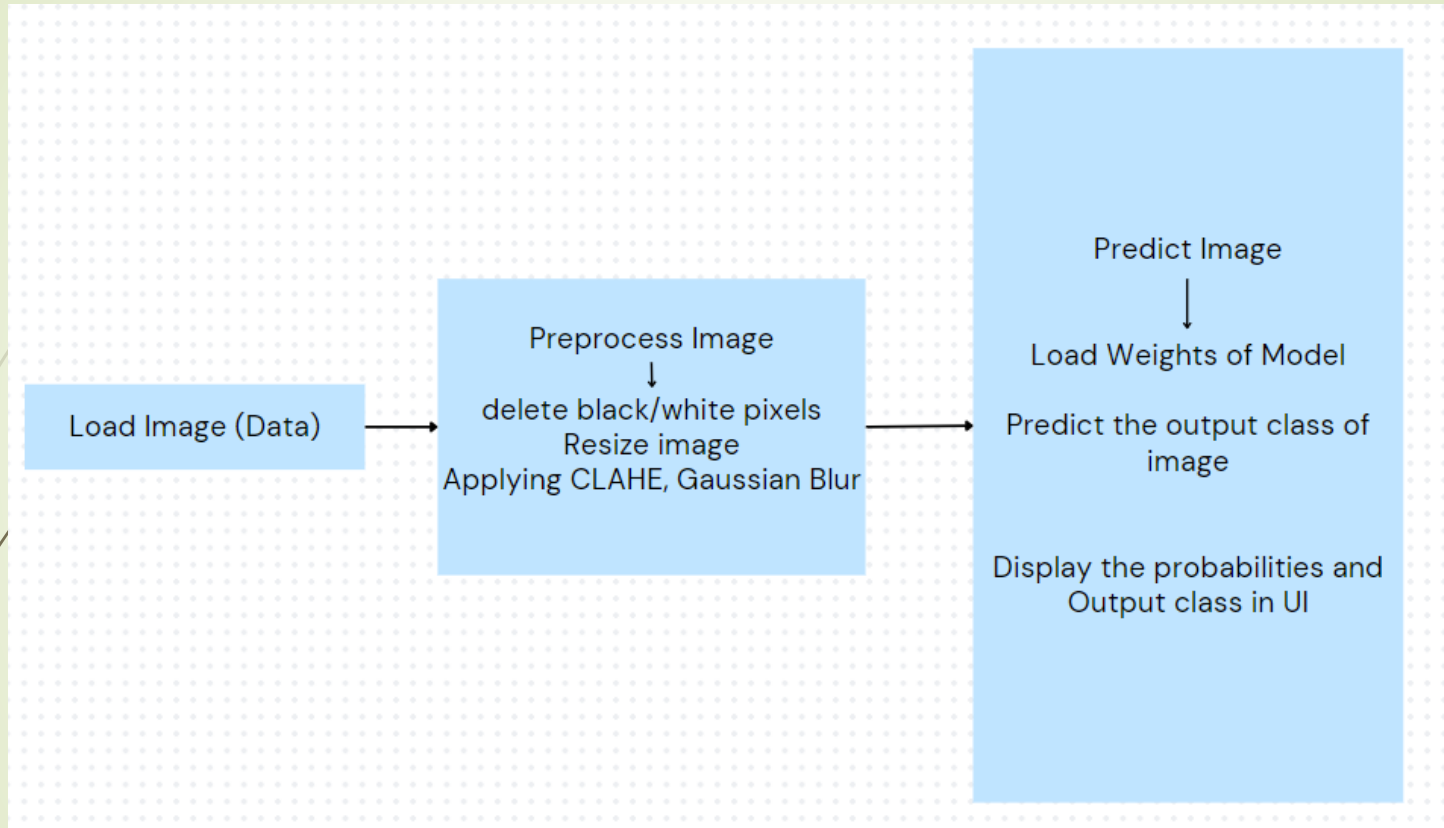 Load Image (Data)
Preprocess Image
delete black/white pixels
Resize image
Applying CLAHE, Gaussian Blur
Predict Image
Load Weights of Model
Predict the output class of
image
Display the probabilities and
Output class in UI